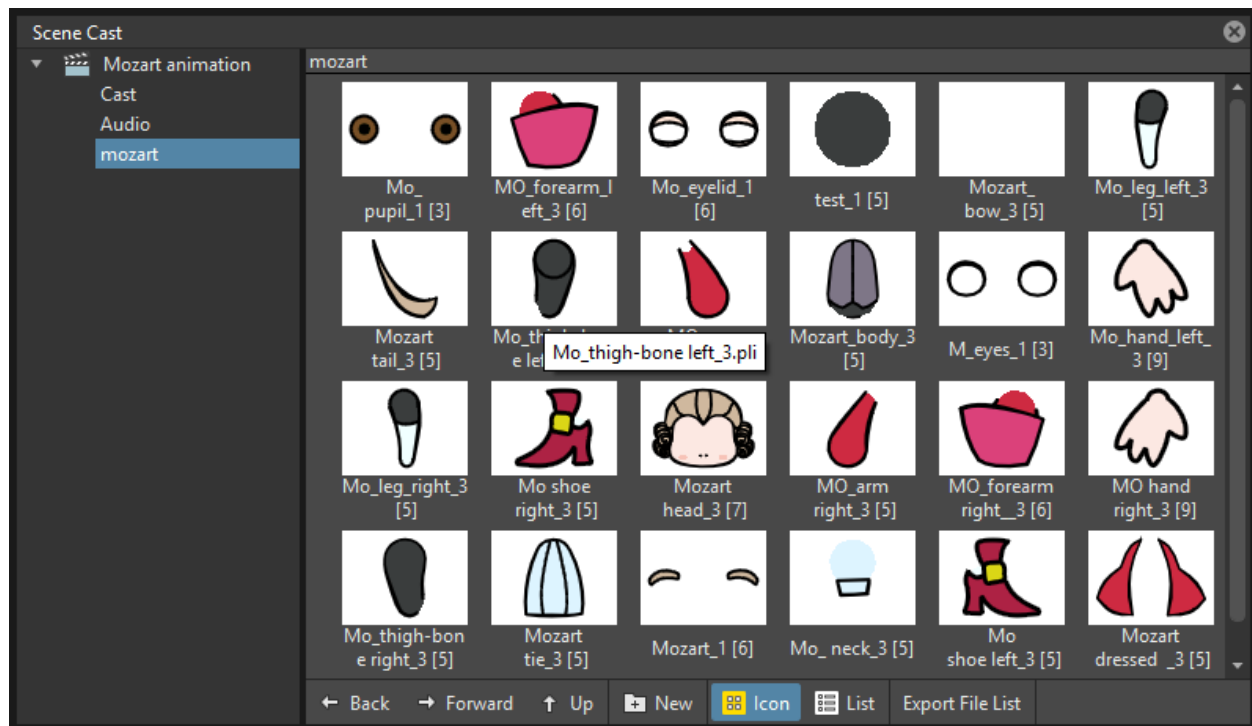 Scene Cast
Mozart animation
Cast
Audio
mozart
mozart
Mo_
pupil_1 [3]
MO_forearm_l
eft_3 [6]
Mo_eyelid_1
[6]
test_1 [5]
Mozart_
bow_3 [5]
Mo_leg_left_3
[5]
Mozart
tail_3 [5]
Mo_thigh-bone left_3.pli
Mozart_body_3
[5]
M_eyes_1 [3]
Mo_hand_left_
3 [9]
Mo_leg_right_3
[5]
Mo shoe
right_3 [5]
Mozart
head_3 [7]
MO_arm
right_3 [5]
MO_forearm
right__3 [6]
MO hand
right_3 [9]
Mo_thigh-bon
e right_3 [5]
Mozart
tie_3 [5]
Mozart_1 [6]
Mo_ neck_3 [5]
Mo
shoe left_3 [5]
Mozart
dressed _3 [5]
Back
Forward
Up
New
Icon
List
Export File List